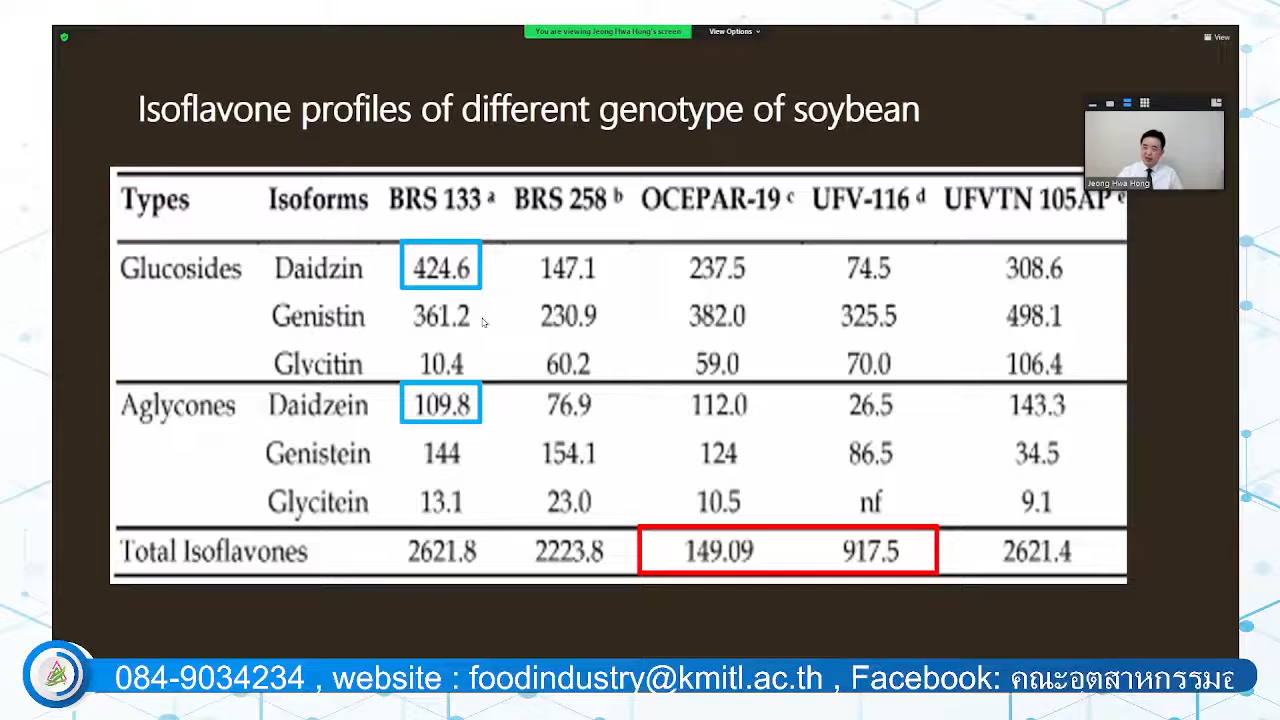 You are viewing Jeong Hwa Hong's screen
View Options
View
Isoflavone profiles of different genotype of soybean
Jeong Hwa Hong
Types Isoforms BRS 133 a BRS 258 b OCEPAR-19 c UFV-116 d UFVTN 105AP e
Glucosides Daidzin 424.6 147.1 237.5 74.5 308.6
Genistin 361.2 230.9 382.0 325.5 498.1
Glycitin 10.4 60.2 59.0 70.0 106.4
Aglycones Daidzein 109.8 76.9 112.0 26.5 143.3
Genistein 144 154.1 124 86.5 34.5
Glycitein 13.1 23.0 10.5 nf 9.1
Total Isoflavones 2621.8 2223.8 149.09 917.5 2621.4
084-9034234 , website : foodindustry@kmitl.ac.th , Facebook: คณะอุตสาหกรรมอ